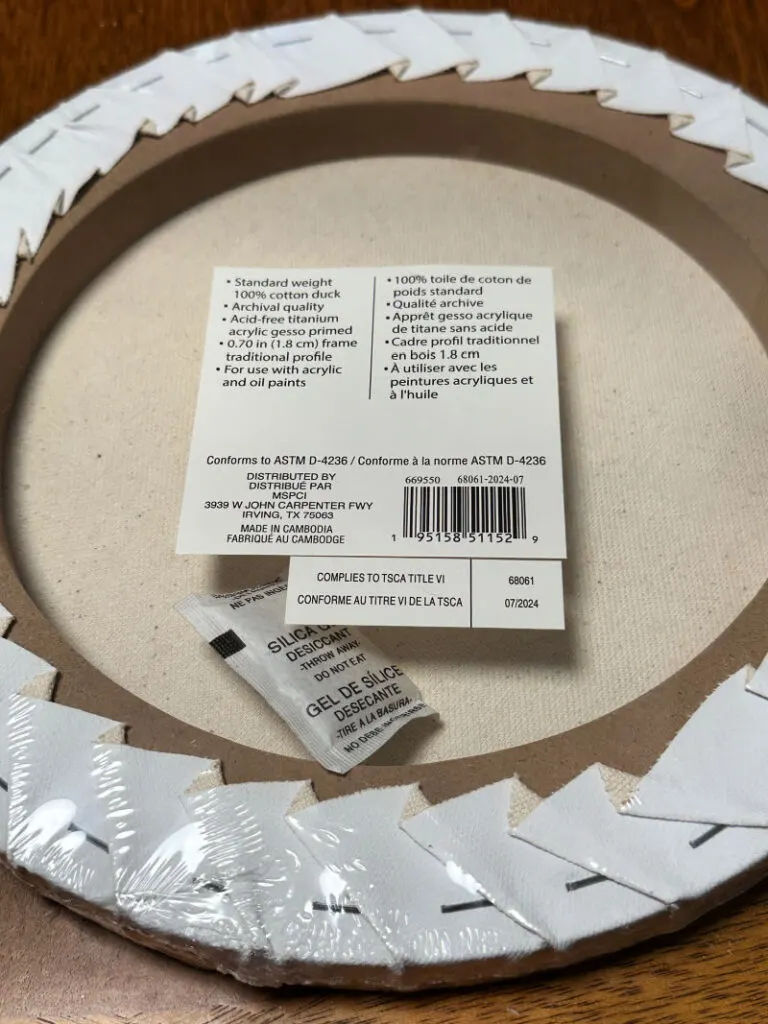 • Standard weight
100% cotton duck
• Archival quality
• Acid-free titanium
acrylic gesso primed
• 0.70 in (1.8 cm) frame
traditional profile
• For use with acrylic
and oil paints
• 100% toile de coton de
poids standard
• Qualité archive
• Apprêt gesso acrylique
de titane sans acide
• Cadre profil traditionnel
en bois 1.8 cm
• À utiliser avec les
peintures acryliques et
à l'huile
Conforms to ASTM D-4236 / Conforme à la norme ASTM D-4236
DISTRIBUTED BY
DISTRIBUÉ PAR
MSPCI
3939 W JOHN CARPENTER FWY
IRVING, TX 75063
MADE IN CAMBODIA
FABRIQUÉ AU CAMBODGE
669550 68061-2024-07
1 95158 51152 9
COMPLIES TO TSCA TITLE VI
CONFORME AU TITRE VI DE LA TSCA
68061
07/2024
NE PAS
SILICA
DESICCANT
-THROW AWAY-
DO NOT EAT
GEL DE SÍLICE
DESECANTE
-TIRE A LA BASURA-
NO DEBE